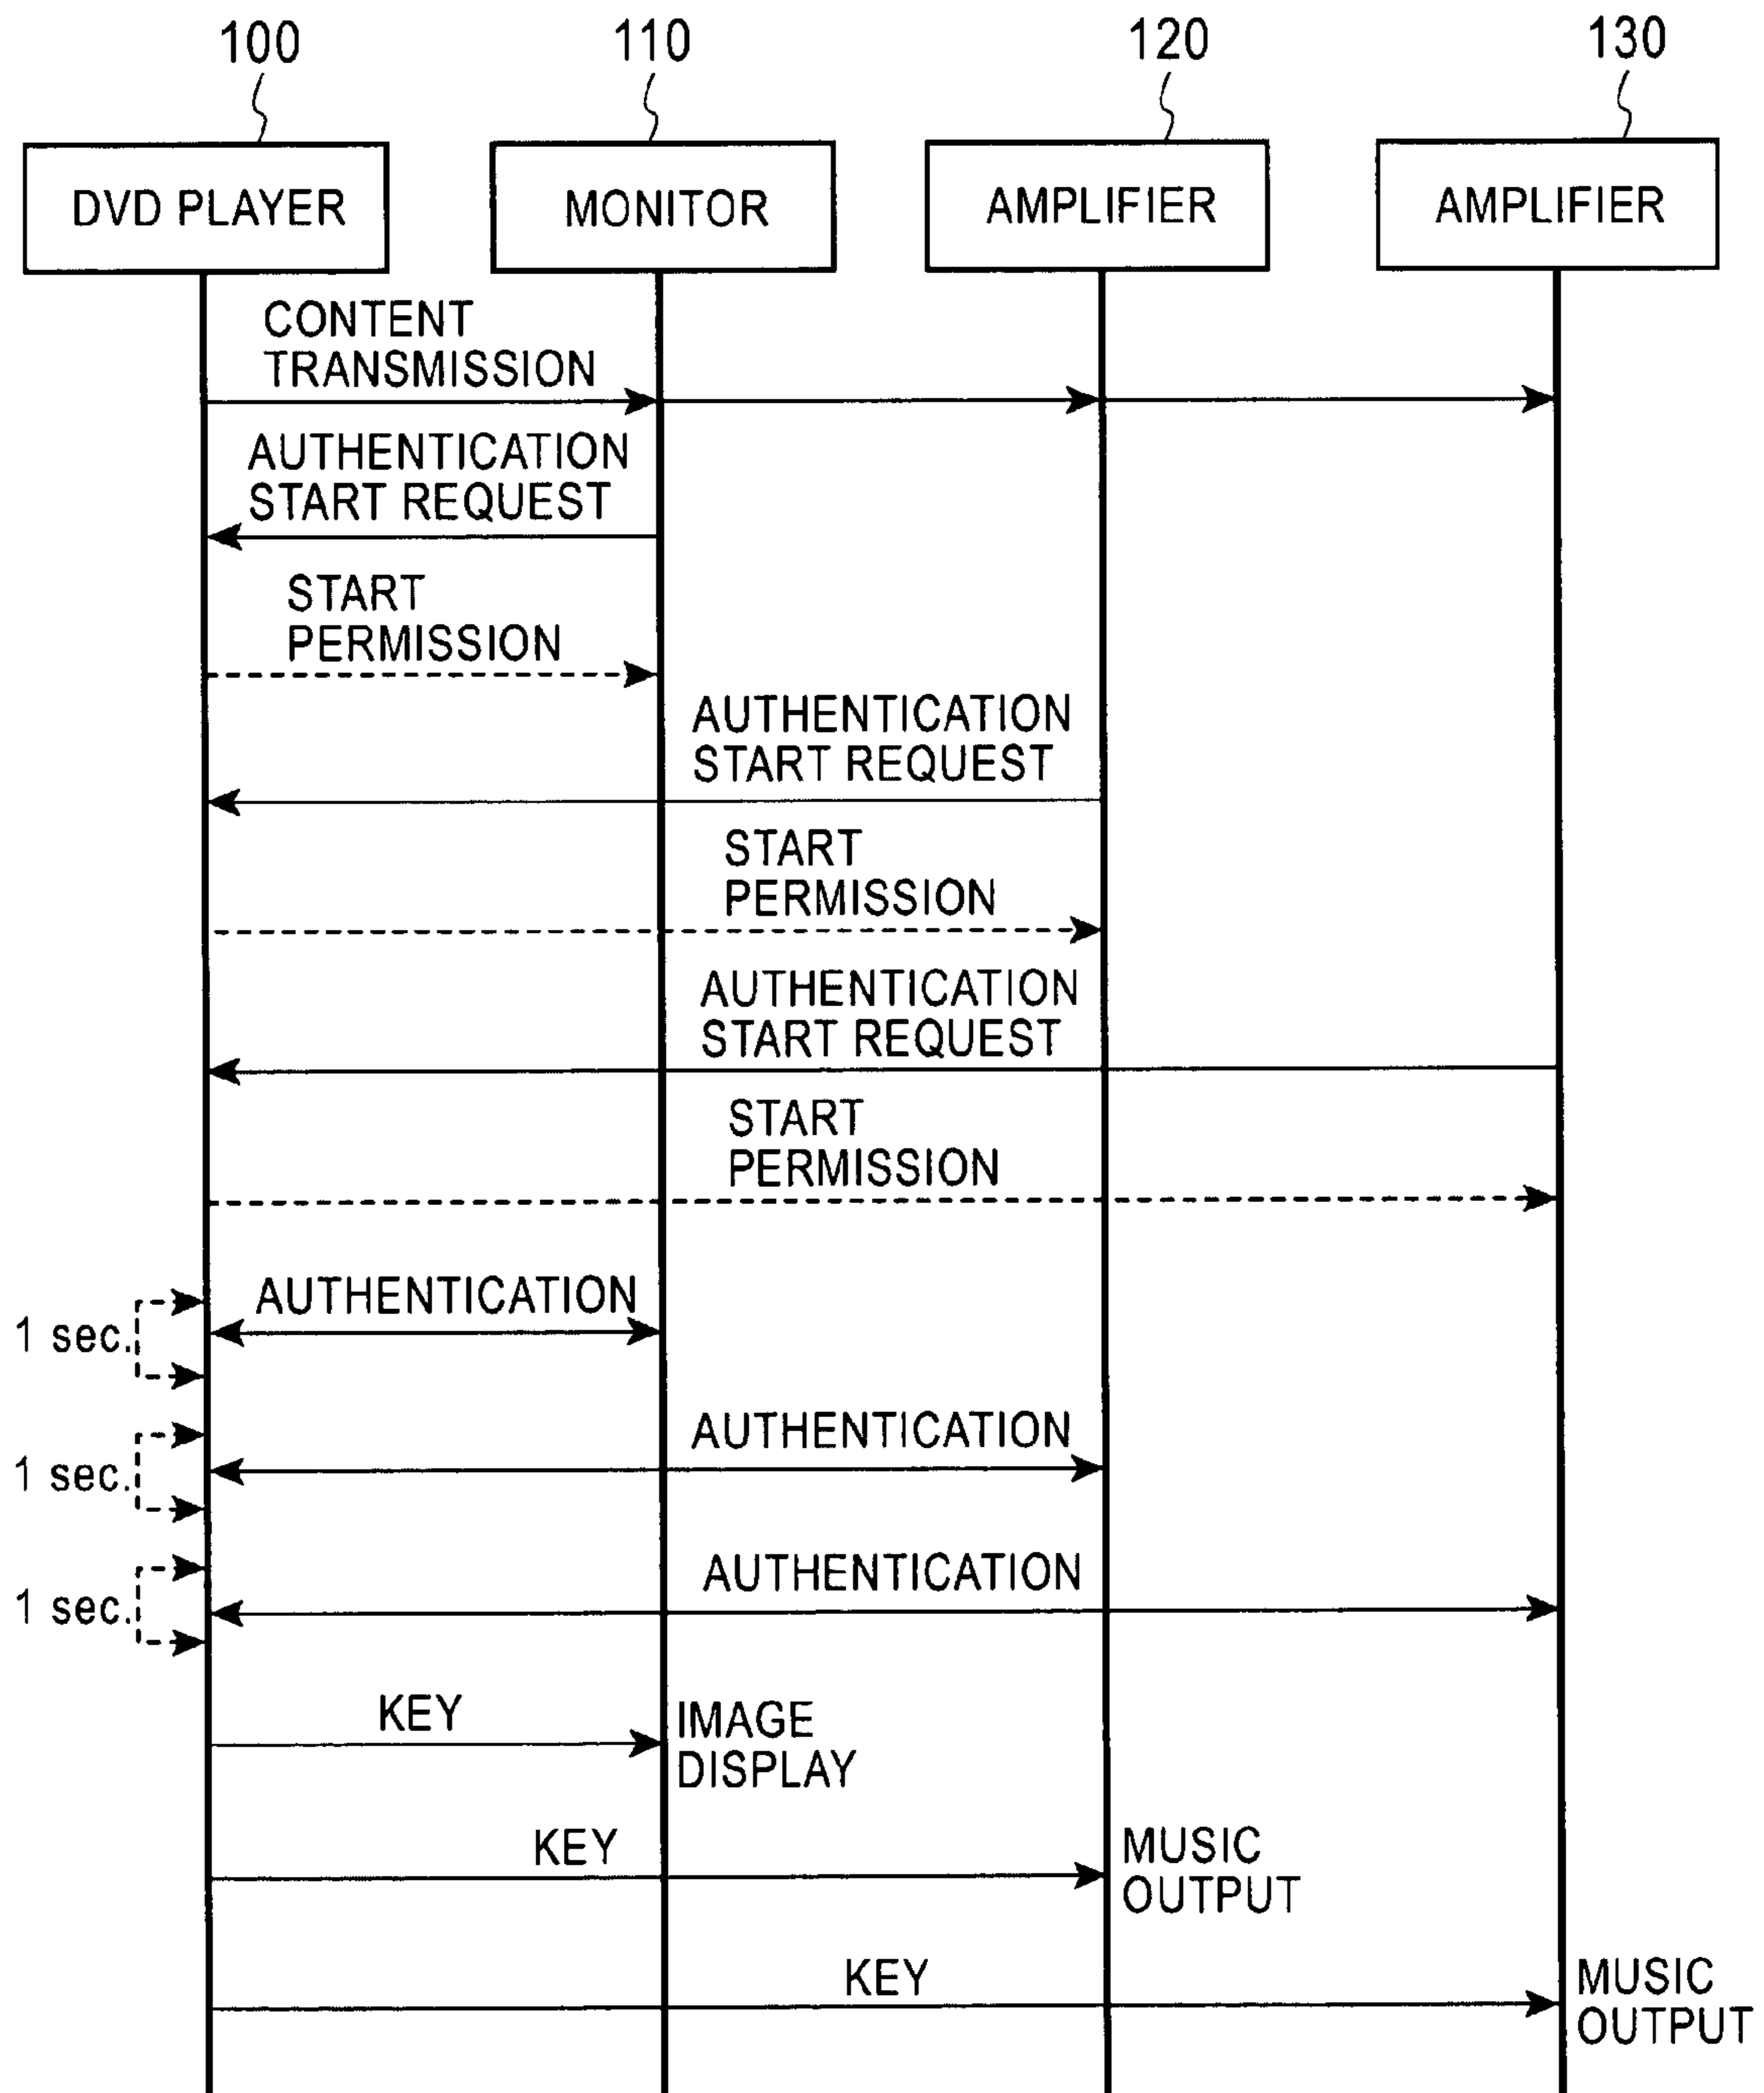 100
110
120
130
DVD PLAYER
MONITOR
AMPLIFIER
AMPLIFIER
CONTENT
TRANSMISSION
AUTHENTICATION
START REQUEST
START
PERMISSION
AUTHENTICATION
START REQUEST
START
PERMISSION
AUTHENTICATION
START REQUEST
START
PERMISSION
AUTHENTICATION
1 sec.
AUTHENTICATION
1 sec.
AUTHENTICATION
1 sec.
KEY
IMAGE
DISPLAY
KEY
MUSIC
OUTPUT
KEY
MUSIC
OUTPUT